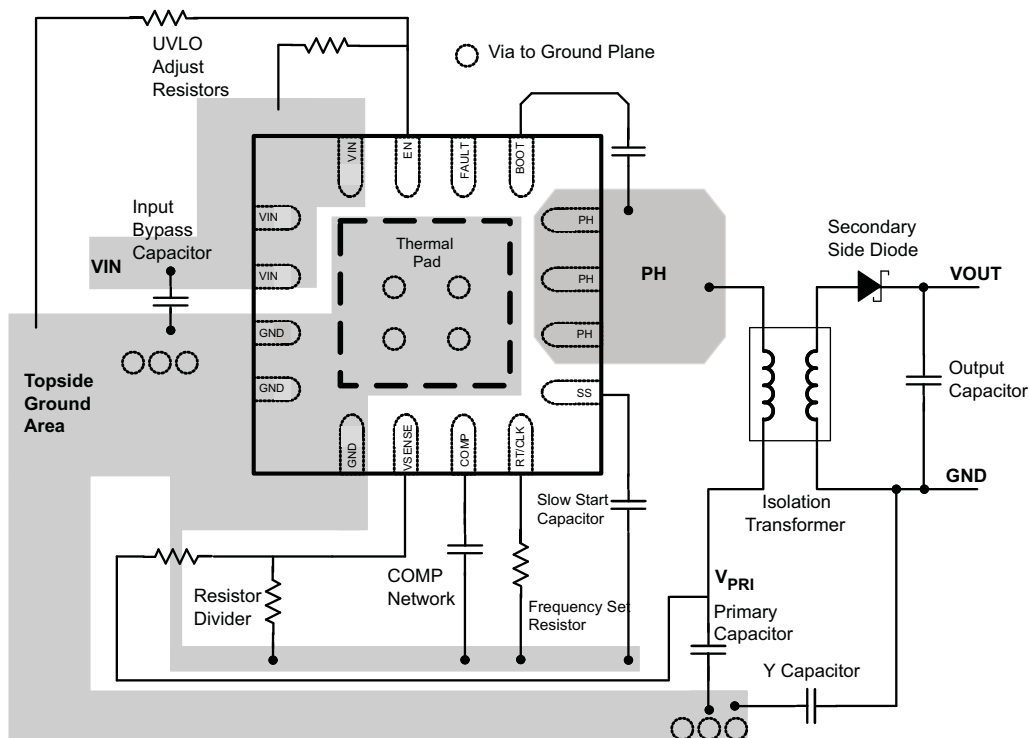 UVLO
Adjust
Resistors
Via to Ground Plane
VIN
EN
FAULT
BOOT
Input
Bypass
Capacitor
VIN
VIN
VIN
GND
GND
Thermal
Pad
PH
PH
PH
SS
PH
Secondary
Side Diode
VOUT
Output
Capacitor
GND
Isolation
Transformer
Topside
Ground
Area
GND
VSENSE
COMP
RT/CLK
Slow Start
Capacitor
Resistor
Divider
COMP
Network
Frequency Set
Resistor
VPRI
Primary
Capacitor
Y Capacitor